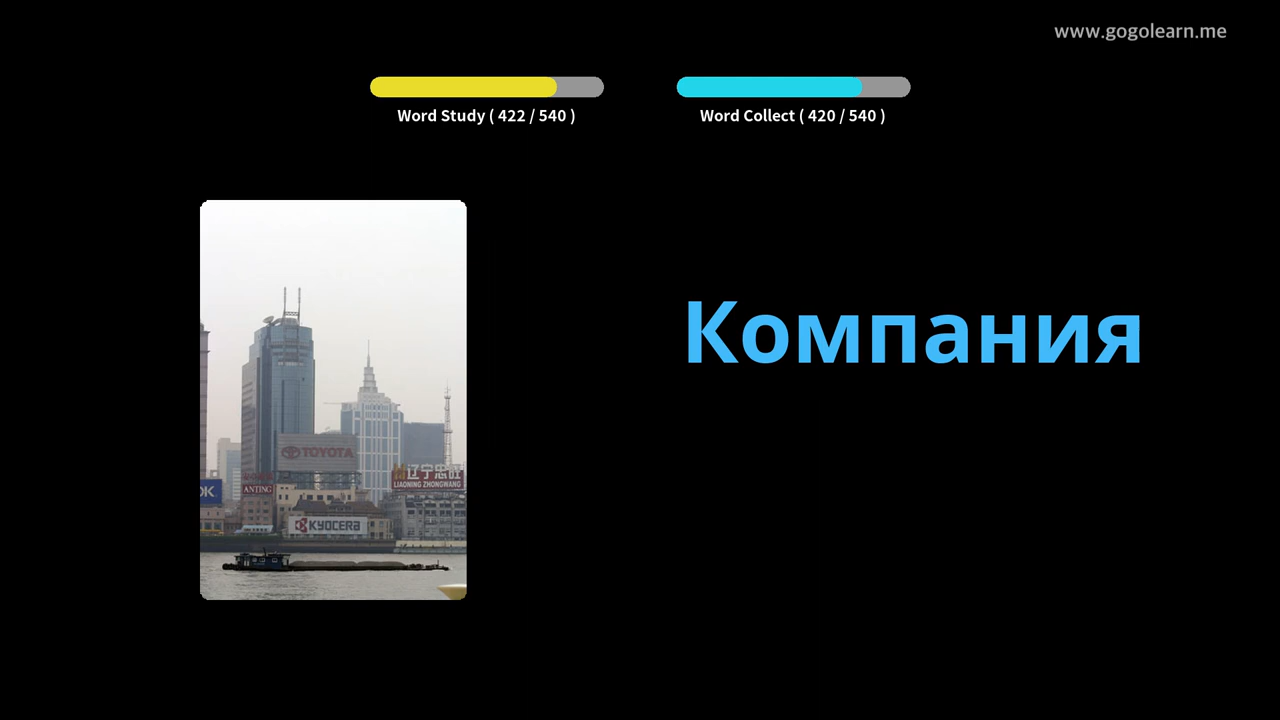 www.gogolearn.me
Word Study ( 422 / 540 )
Word Collect ( 420 / 540 )
Компания
TOYOTA
辽宁忠旺
LIAONING ZHONGWANG
OK
ANTING
KYOCERA